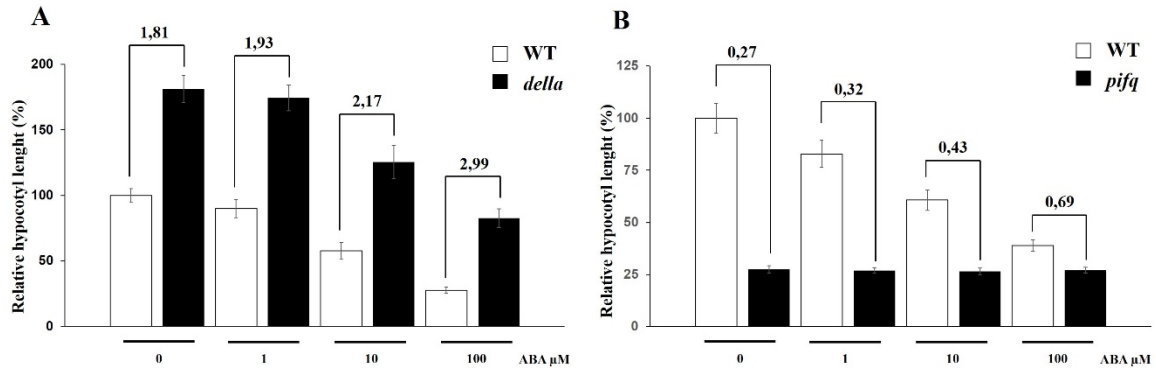 A
Relative hypocotyl lenght (%)
200
150
100
50
0
1,81
1,93
2,17
2,99
WT
della
0
1
10
100
ABA µM
B
Relative hypocotyl lenght (%)
125
100
75
50
25
0
0,27
0,32
0,43
0,69
WT
pifq
0
1
10
100
ABA µM